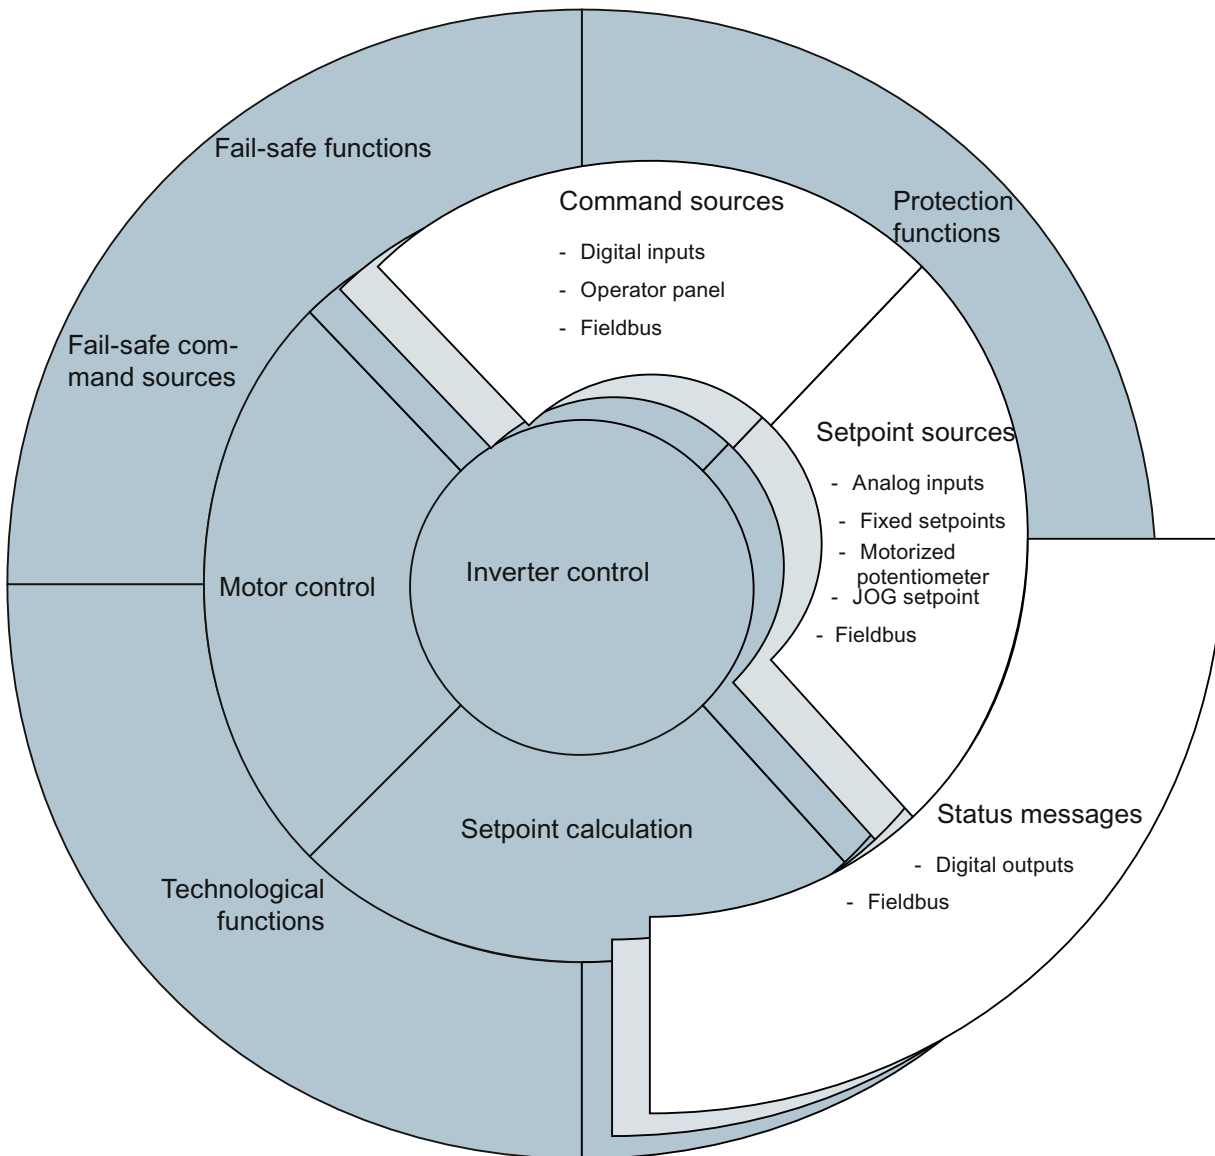 Fail-safe functions
Command sources
- Digital inputs
- Operator panel
- Fieldbus
Protection
functions
Fail-safe com-
mand sources
Setpoint sources
- Analog inputs
- Fixed setpoints
- Motorized
potentiometer
- JOG setpoint
- Fieldbus
Motor control
Inverter control
Setpoint calculation
Status messages
- Digital outputs
- Fieldbus
Technological
functions